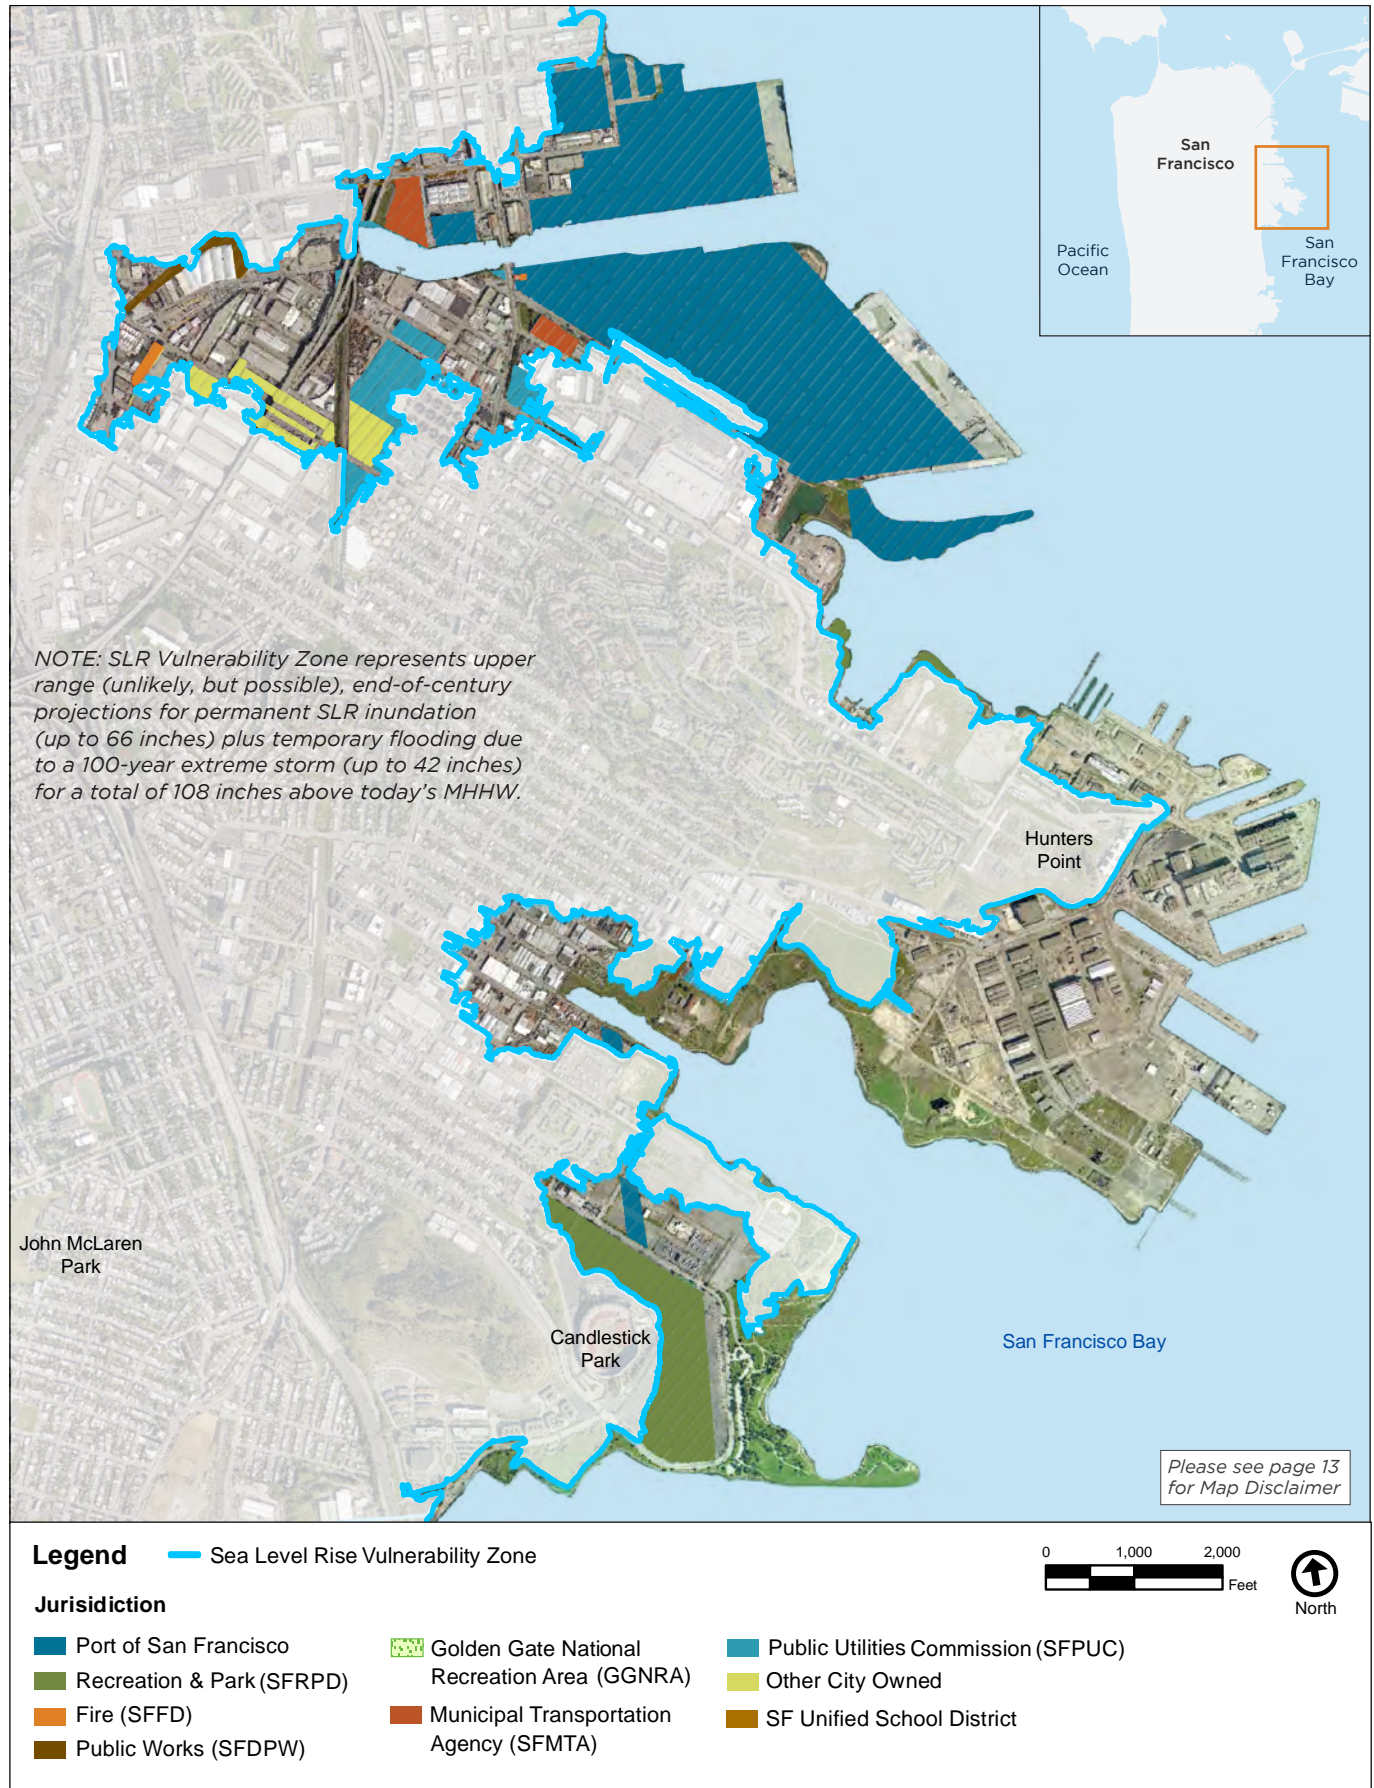 San
Francisco
Pacific
Ocean
San
Francisco
Bay
NOTE: SLR Vulnerability Zone represents upper
range (unlikely, but possible), end-of-century
projections for permanent SLR inundation
(up to 66 inches) plus temporary flooding due
to a 100-year extreme storm (up to 42 inches)
for a total of 108 inches above today's MHHW.
Hunters
Point
John McLaren
Park
Candlestick
Park
San Francisco Bay
Please see page 13
for Map Disclaimer
Legend
Sea Level Rise Vulnerability Zone
0 1,000 2,000
Feet
North
Jurisidiction
Port of San Francisco
Recreation & Park (SFRPD)
Fire (SFFD)
Public Works (SFDPW)
Golden Gate National
Recreation Area (GGNRA)
Municipal Transportation
Agency (SFMTA)
Public Utilities Commission (SFPUC)
Other City Owned
SF Unified School District